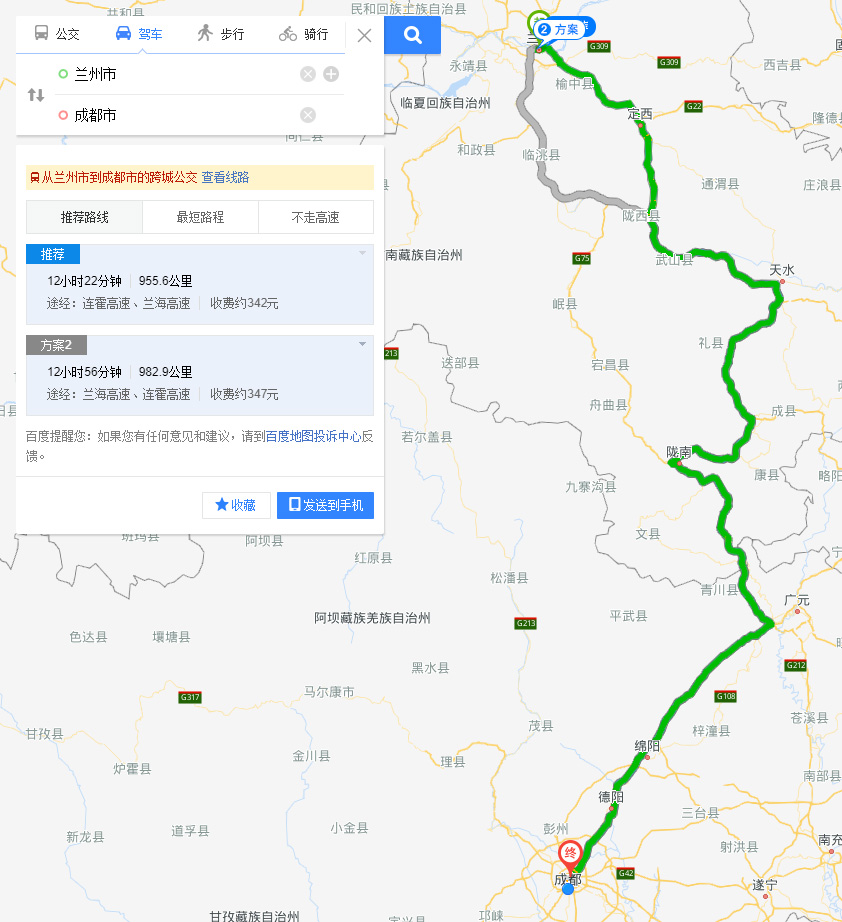 公交
驾车
步行
骑行
兰州市
成都市
从兰州市到成都市的跨城公交 查看线路
推荐路线
最短路程
不走高速
推荐
12小时22分钟 955.6公里
途经：连霍高速、兰海高速 收费约342元
方案2
12小时56分钟 982.9公里
途经：兰海高速、连霍高速 收费约347元
百度提醒您：如果您有任何意见和建议，请到百度地图投诉中心反
馈。
收藏
发送到手机
民和回族土族自治县
2 方案
G309
永靖县
G309
西吉县
榆中县
临夏回族自治州
G22
定西
隆德
同仁县
和政县
临洮县
通渭县
庄浪县
陇西县
南藏族自治州
G75
武山县
天水
岷县
礼县
213
迭部县
宕昌县
舟曲县
成县
若尔盖县
陇南
康县
略阳
九寨沟县
班玛县
阿坝县
文县
红原县
松潘县
青川县
广元
阿坝藏族羌族自治州
平武县
G213
色达县
壤塘县
黑水县
G212
G317
马尔康市
G108
苍溪县
甘孜县
茂县
梓潼县
绵阳
金川县
理县
炉霍县
南部县
德阳
三台县
新龙县
道孚县
小金县
彭州
射洪县
南充
终
成都
G42
遂宁
甘孜藏族自治州
邛崃